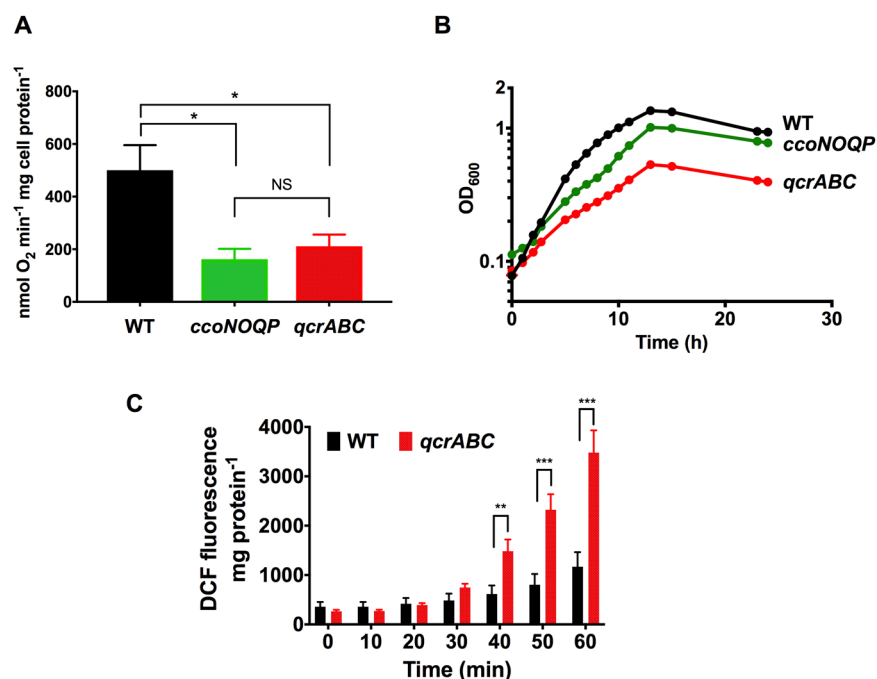 A
nmol O2 min-1 mg cell protein-1
800
600
400
200
0
*
*
NS
WT
ccoNOQP
qcrABC
B
OD600
2
1
0.1
0
10
20
30
Time (h)
WT
ccoNOQP
qcrABC
C
DCF fluorescence
mg protein-1
4000
3000
2000
1000
0
WT
qcrABC
**
***
***
0
10
20
30
40
50
60
Time (min)